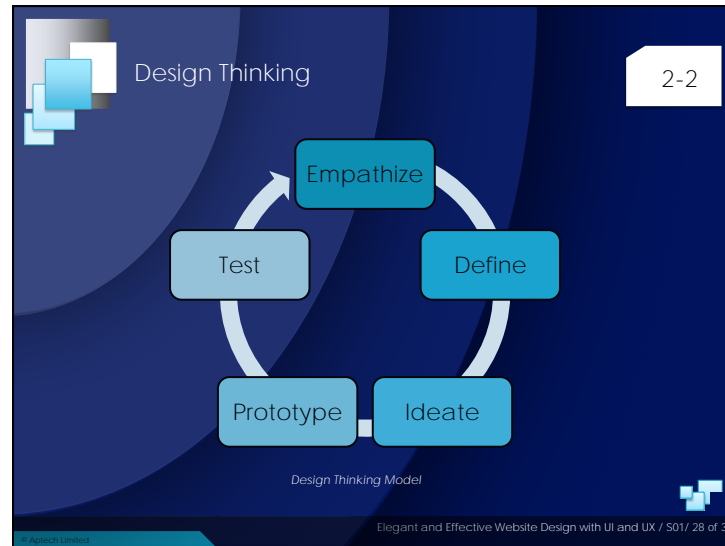 Design Thinking
2-2
Empathize
Define
Ideate
Prototype
Test
Design Thinking Model
Elegant and Effective Website Design with UI and UX / S01/ 28 of 3
© Aptech Limited